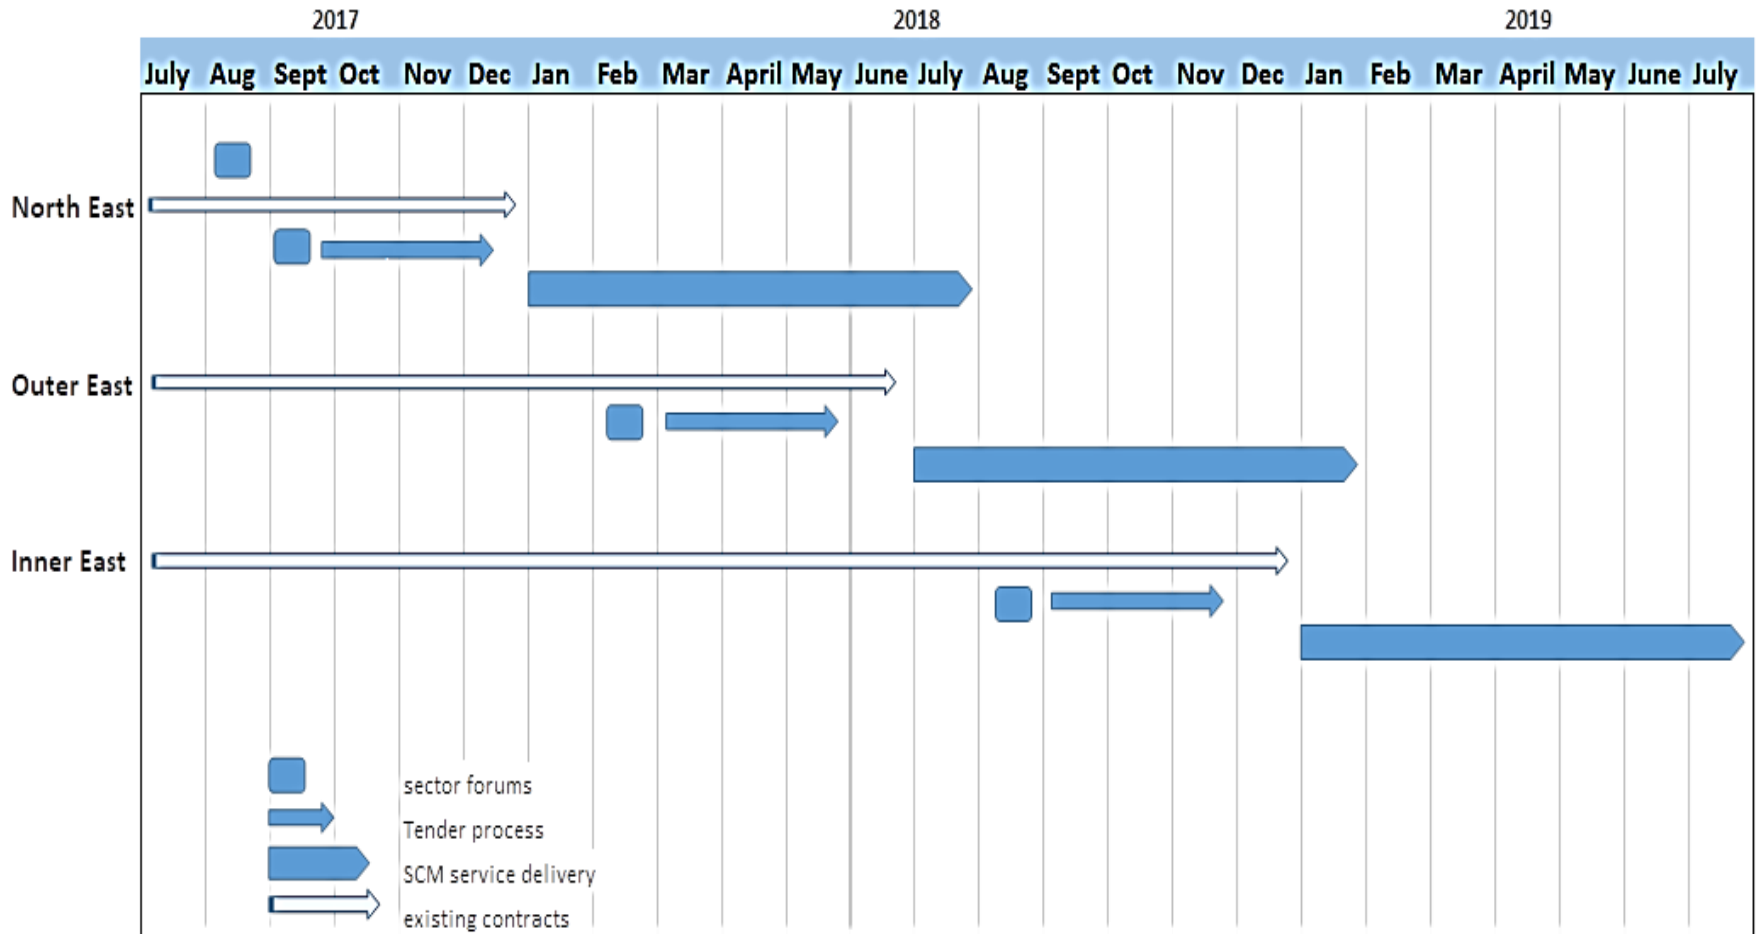 2017 2018 2019
July Aug Sept Oct Nov Dec Jan Feb Mar April May June July Aug Sept Oct Nov Dec Jan Feb Mar April May June July
North East
Outer East
Inner East
sector forums
Tender process
SCM service delivery
existing contracts